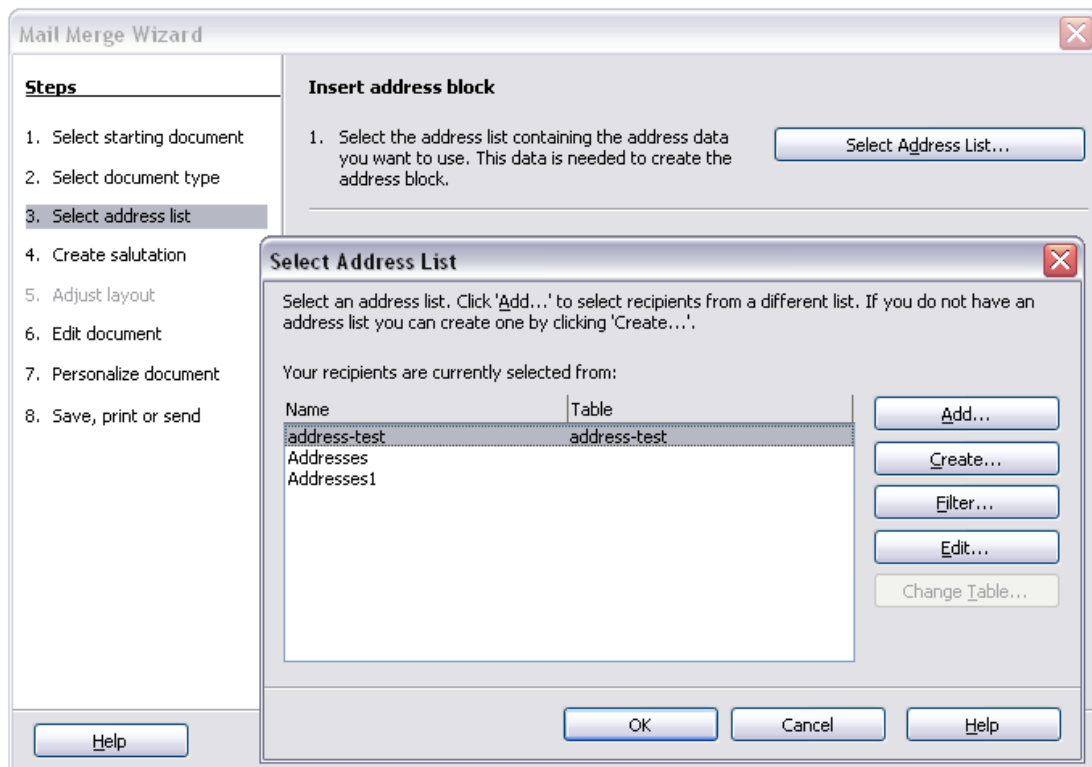 Mail Merge Wizard
Steps
1. Select starting document
2. Select document type
3. Select address list
4. Create salutation
5. Adjust layout
6. Edit document
7. Personalize document
8. Save, print or send
Help
Insert address block
1. Select the address list containing the address data
you want to use. This data is needed to create the
address block.
Select Address List...
Select Address List
Select an address list. Click 'Add...' to select recipients from a different list. If you do not have an
address list you can create one by clicking 'Create...'.
Your recipients are currently selected from:
Name Table
address-test address-test
Addresses
Addresses1
Add...
Create...
Filter...
Edit...
Change Table...
OK Cancel Help